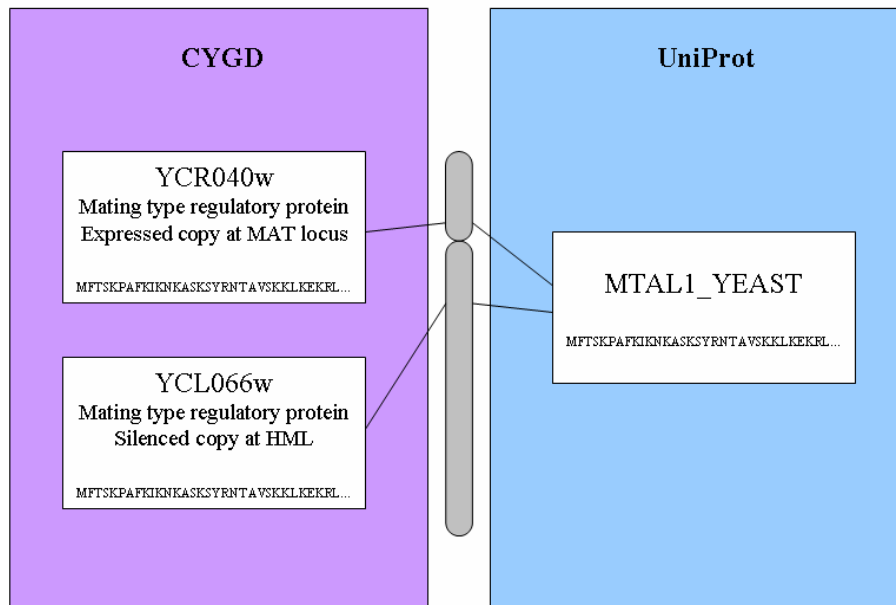 CYGD
YCR040w
Mating type regulatory protein
Expressed copy at MAT locus
MFTSKPAFKIKNKASKSYRNTAVSKKLKEKRL...
YCL066w
Mating type regulatory protein
Silenced copy at HML
MFTSKPAFKIKNKASKSYRNTAVSKKLKEKRL...
UniProt
MTAL1_YEAST
MFTSKPAFKIKNKASKSYRNTAVSKKLKEKRL...